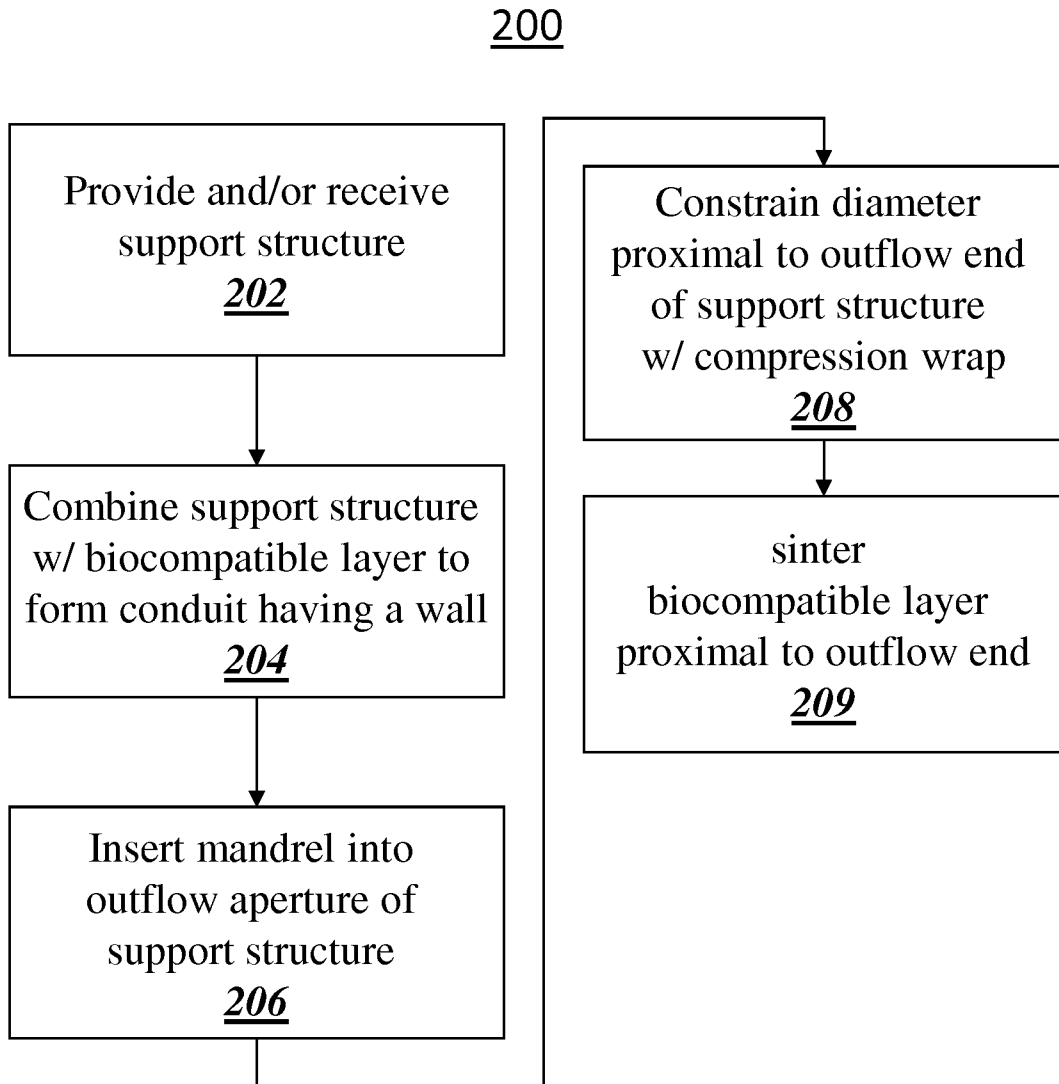 200
Provide and/or receive
support structure
202
Combine support structure
w/ biocompatible layer to
form conduit having a wall
204
Insert mandrel into
outflow aperture of
support structure
206
Constrain diameter
proximal to outflow end
of support structure
w/ compression wrap
208
sinter
biocompatible layer
proximal to outflow end
209